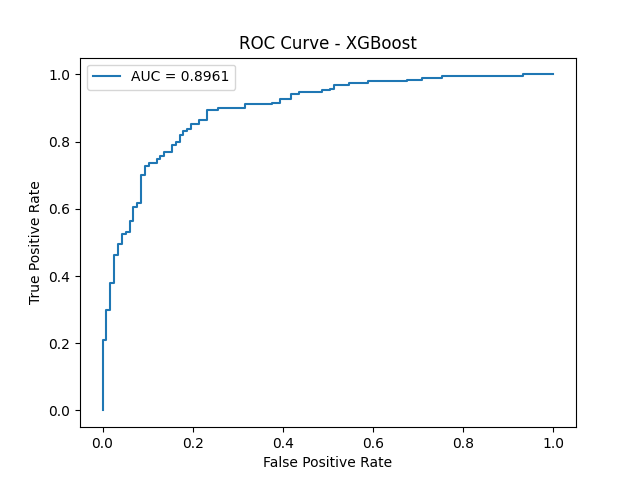 ROC Curve - XGBoost
AUC = 0.8961
1.0
0.8
0.6
0.4
0.2
0.0
True Positive Rate
0.0 0.2 0.4 0.6 0.8 1.0
False Positive Rate